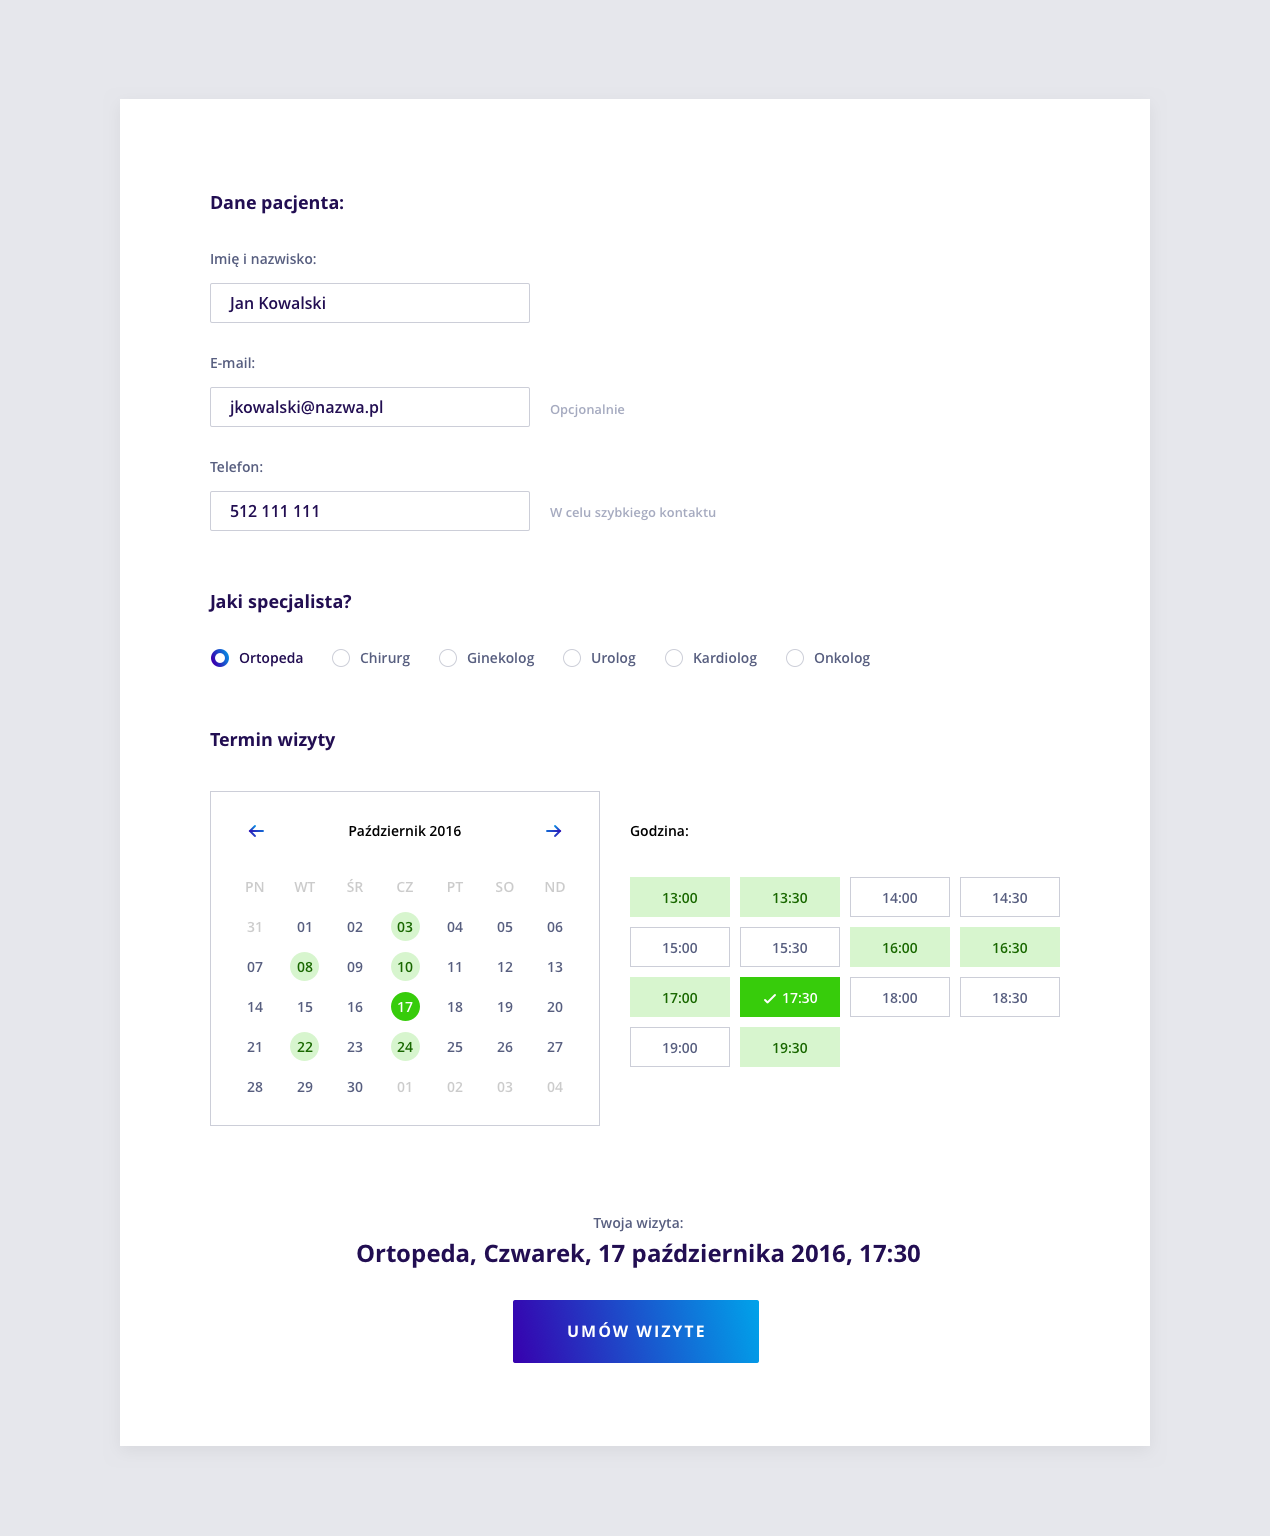 Dane pacjenta:
Imię i nazwisko:
Jan Kowalski
E-mail:
jkowalski@nazwa.pl Opcjonalnie
Telefon:
512 111 111 W celu szybkiego kontaktu
Jaki specjalista?
Ortopeda Chirurg Ginekolog Urolog Kardiolog Onkolog
Termin wizyty
Październik 2016
PN WT ŚR CZ PT SO ND
31 01 02 03 04 05 06
07 08 09 10 11 12 13
14 15 16 17 18 19 20
21 22 23 24 25 26 27
28 29 30 01 02 03 04
Godzina:
13:00 13:30 14:00 14:30
15:00 15:30 16:00 16:30
17:00 17:30 18:00 18:30
19:00 19:30
Twoja wizyta:
Ortopeda, Czwarek, 17 października 2016, 17:30
UMÓW WIZYTE